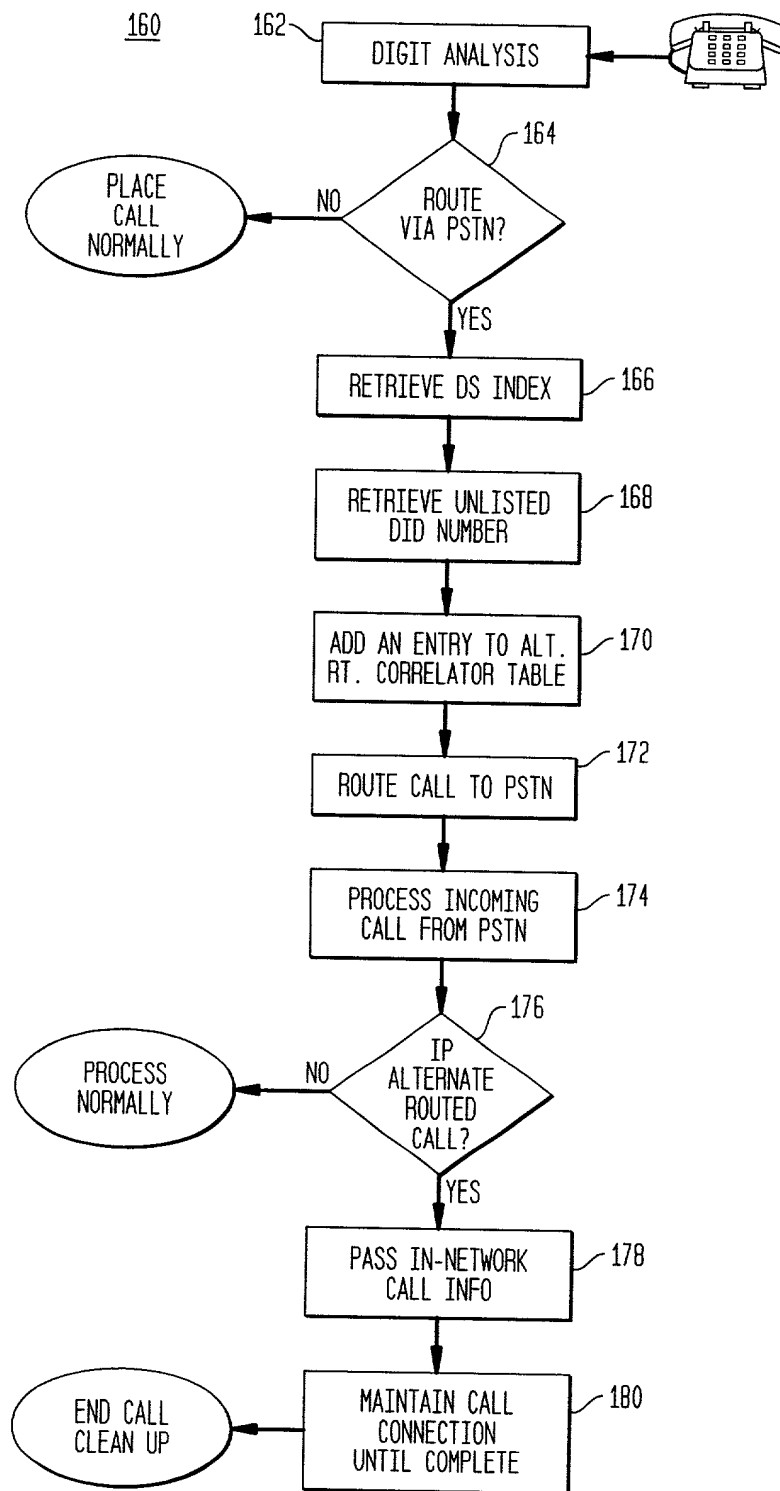 160
162
DIGIT ANALYSIS
164
ROUTE
VIA PSTN?
NO
PLACE
CALL
NORMALLY
YES
RETRIEVE DS INDEX
166
RETRIEVE UNLISTED
DID NUMBER
168
ADD AN ENTRY TO ALT.
RT. CORRELATOR TABLE
170
172
ROUTE CALL TO PSTN
PROCESS INCOMING
CALL FROM PSTN
174
176
IP
ALTERNATE
ROUTED
CALL?
NO
PROCESS
NORMALLY
YES
PASS IN-NETWORK
CALL INFO
178
MAINTAIN CALL
CONNECTION
UNTIL COMPLETE
180
END CALL
CLEAN UP